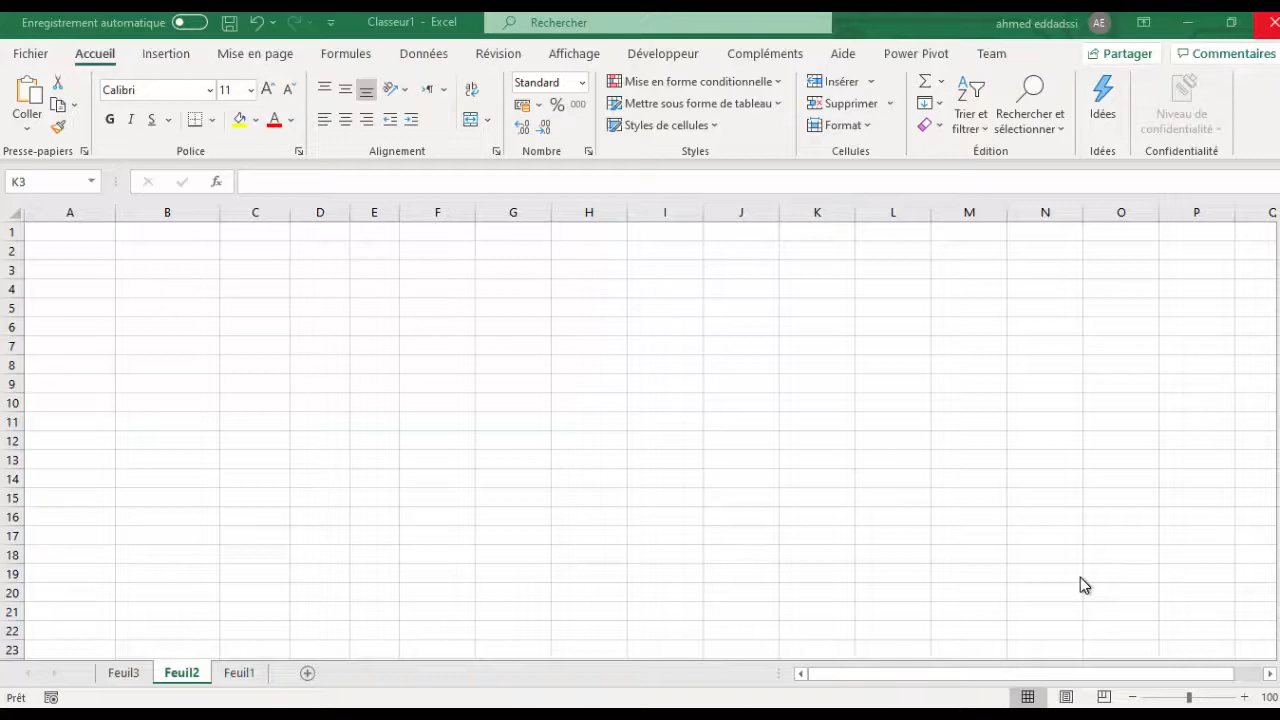 Enregistrement automatique Classeur1 - Excel Rechercher ahmed eddadssi AE
Fichier Accueil Insertion Mise en page Formules Données Révision Affichage Développeur Compléments Aide Power Pivot Team Partager Commentaires
Coller
Presse-papiers
Calibri 11
G I S
Police
Alignement
Standard
% 000
Nombre
Mise en forme conditionnelle
Mettre sous forme de tableau
Styles de cellules
Styles
Insérer
Supprimer
Format
Cellules
Trier et filtrer
Rechercher et sélectionner
Édition
Idées
Idées
Niveau de confidentialité
Confidentialité
K3 fx
A B C D E F G H I J K L M N O P
1
2
3
4
5
6
7
8
9
10
11
12
13
14
15
16
17
18
19
20
21
22
23
Feuil3 Feuil2 Feuil1
Prêt 100